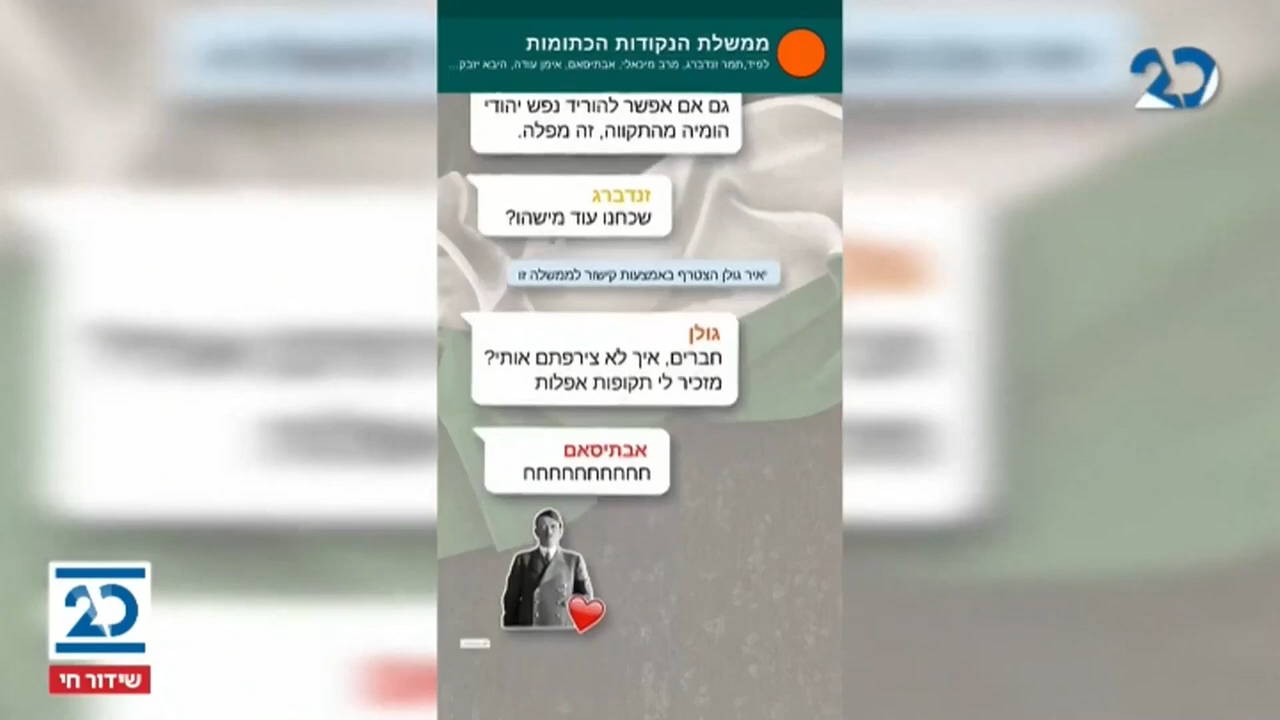 ממשלת הנקודות הכתומות
לפיד,תמר זנדברג, מרב מיכאלי, אבתיסאם, אימן עודה, היבא יזבק...
גם אם אפשר להוריד נפש יהודי
הומיה מהתקווה, זה מפלה.
זנדברג
שכחנו עוד מישהו?
יאיר גולן הצטרף באמצעות קישור לממשלה זו
גולן
חברים, איך לא צירפתם אותי?
מזכיר לי תקופות אפלות
אבתיסאם
חחחחחחחחחח
20
20
שידור חי